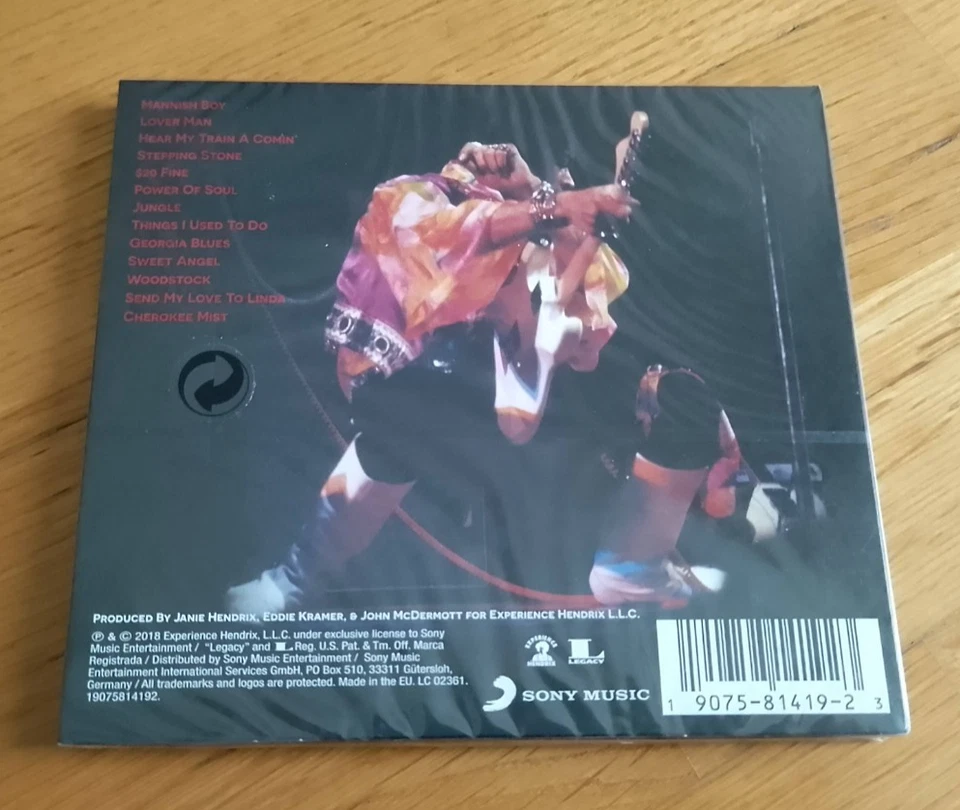 Mannish Boy
Lover Man
Hear My Train A Comin'
Stepping Stone
$20 Fine
Power Of Soul
Jungle
Things I Used To Do
Georgia Blues
Sweet Angel
Woodstock
Send My Love To Linda
Cherokee Mist
Produced By Janie Hendrix, Eddie Kramer, & John McDermott for Experience Hendrix L.L.C.
℗ & © 2018 Experience Hendrix, L.L.C. under exclusive license to Sony
Music Entertainment / "Legacy" and L Reg. U.S. Pat. & Tm. Off. Marca
Registrada / Distributed by Sony Music Entertainment / Sony Music
Entertainment International Services GmbH, PO Box 510, 33311 Gütersloh,
Germany / All trademarks and logos are protected. Made in the EU. LC 02361.
19075814192.
EXPERIENCE
HENDRIX
L
LEGACY
SONY MUSIC
1 9075-81419-2 3